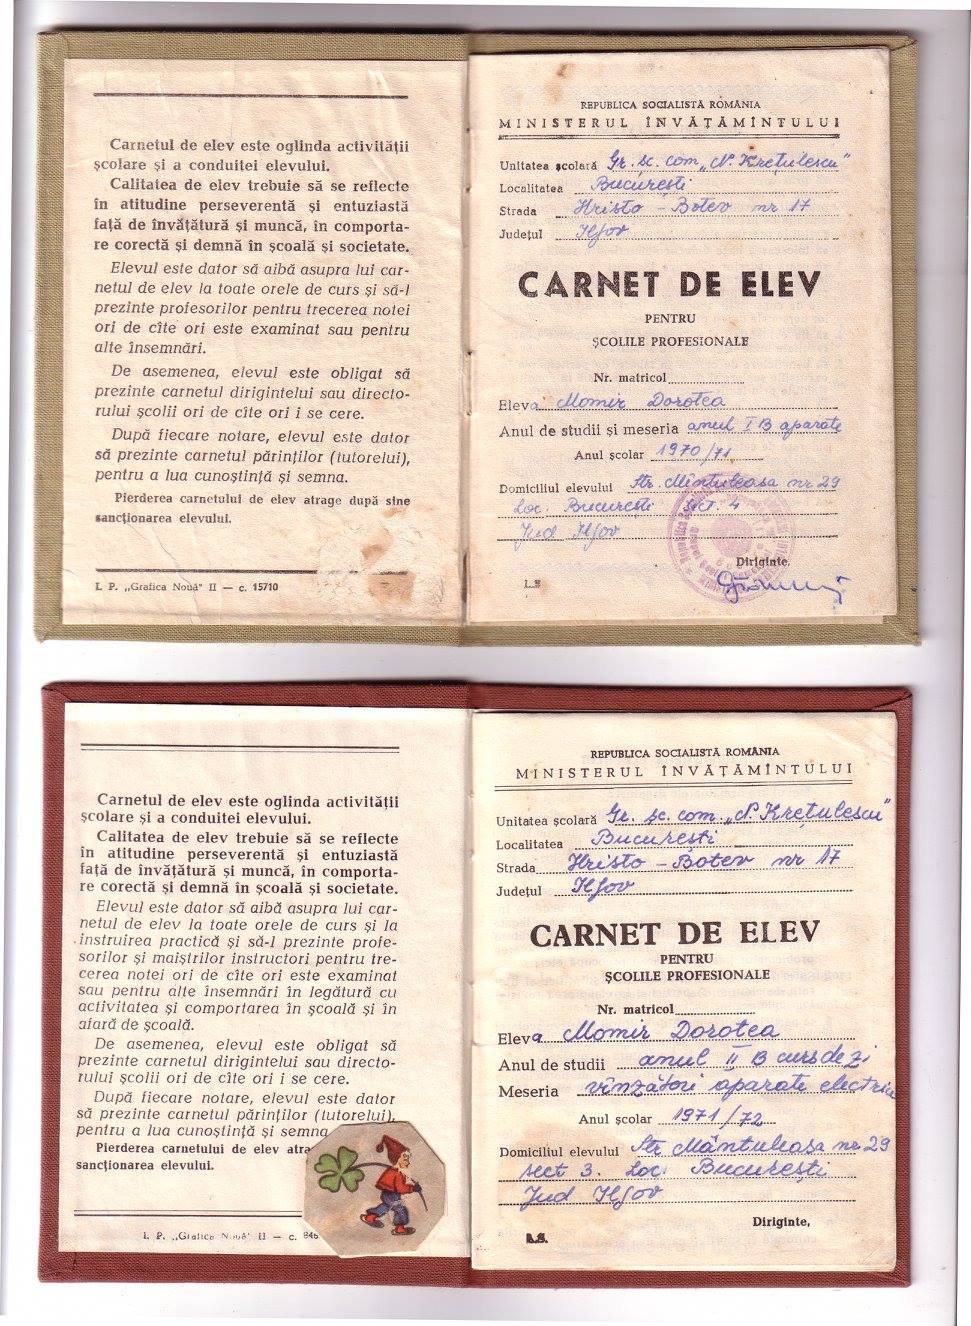 Carnetul de elev este oglinda activității
școlare și a conduitei elevului.
Calitatea de elev trebuie să se reflecte
în atitudine perseverentă și entuziastă
față de învățătură și muncă, în comporta-
re corectă și demnă în școală și societate.
Elevul este dator să aibă asupra lui car-
netul de elev la toate orele de curs și să-l
prezinte profesorilor pentru trecerea notei
ori de cîte ori este examinat sau pentru
alte însemnări.
De asemenea, elevul este obligat să
prezinte carnetul dirigintelui sau directo-
rului școlii ori de cîte ori i se cere.
După fiecare notare, elevul este dator
să prezinte carnetul părinților (tutorelui),
pentru a lua cunoștință și semna.
Pierderea carnetului de elev atrage după sine
sancționarea elevului.
I. P. „Grafica Nouă" II — c. 15710
REPUBLICA SOCIALISTĂ ROMÂNIA
MINISTERUL ÎNVĂȚĂMÎNTULUI
Unitatea școlară Gr. sc. com „N. Krețulescu"
Localitatea București
Strada Hristo - Botev nr 17
Județul Ilfov
CARNET DE ELEV
PENTRU
ȘCOLILE PROFESIONALE
Nr. matricol
Eleva Momir Dorotea
Anul de studii și meseria anul I B aparate
Anul școlar 1970/71
Domiciliul elevului Str. Mîntuleasa nr 29
Loc. București Sect. 4
Jud Ilfov
Diriginte,
L.S
Carnetul de elev este oglinda activității
școlare și a conduitei elevului.
Calitatea de elev trebuie să se reflecte
în atitudine perseverentă și entuziastă
față de învățătură și muncă, în comporta-
re corectă și demnă în școală și societate.
Elevul este dator să aibă asupra lui car-
netul de elev la toate orele de curs și la
instruirea practică și să-l prezinte profe-
sorilor și maiștrilor instructori pentru tre-
cerea notei ori de cîte ori este examinat
sau pentru alte însemnări în legătură cu
activitatea și comportarea în școală și în
afară de școală.
De asemenea, elevul este obligat să
prezinte carnetul dirigintelui sau directo-
rului școlii ori de cîte ori i se cere.
După fiecare notare, elevul este dator
să prezinte carnetul părinților (tutorelui),
pentru a lua cunoștință și semna
Pierderea carnetului de elev atra
sancționarea elevului.
I. P. „Grafica Nouă" II — c. 846
REPUBLICA SOCIALISTĂ ROMÂNIA
MINISTERUL ÎNVĂȚĂMÎNTULUI
Unitatea școlară Gr. sc. com. „N. Krețulescu"
Localitatea București
Strada Hristo - Botev nr 17
Județul Ilfov
CARNET DE ELEV
PENTRU
ȘCOLILE PROFESIONALE
Nr. matricol
Eleva Momir Dorotea
Anul de studii anul II B curs de zi
Meseria vînzători aparate electrice
Anul școlar 1971/72
Domiciliul elevului Str Mântuleasa nr 29
sect 3. Loc. București
Jud Ilfov
Diriginte,
L.S.